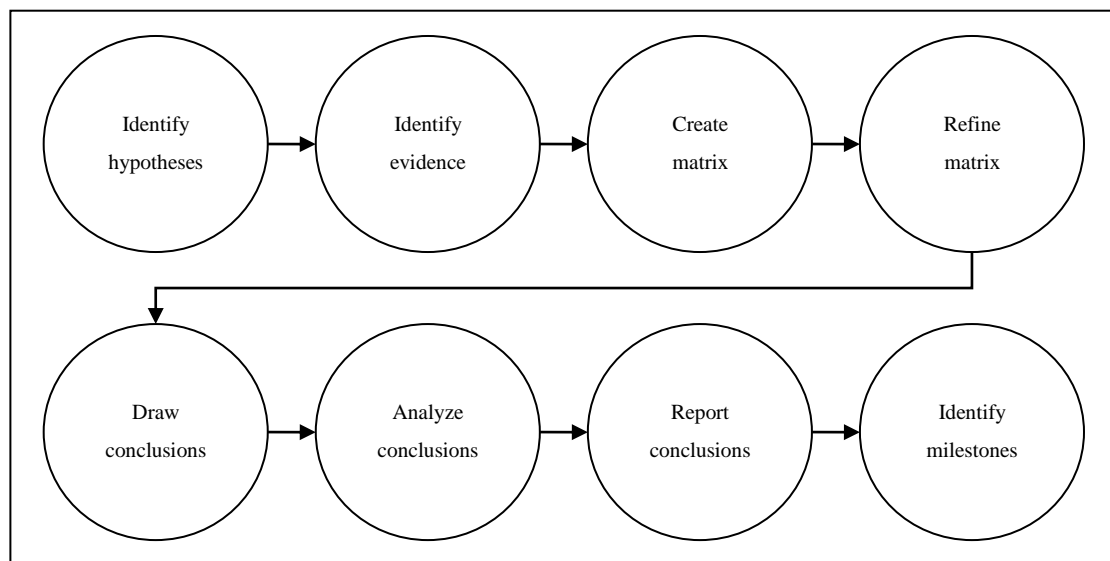 Identify
hypotheses
Identify
evidence
Create
matrix
Refine
matrix
Draw
conclusions
Analyze
conclusions
Report
conclusions
Identify
milestones